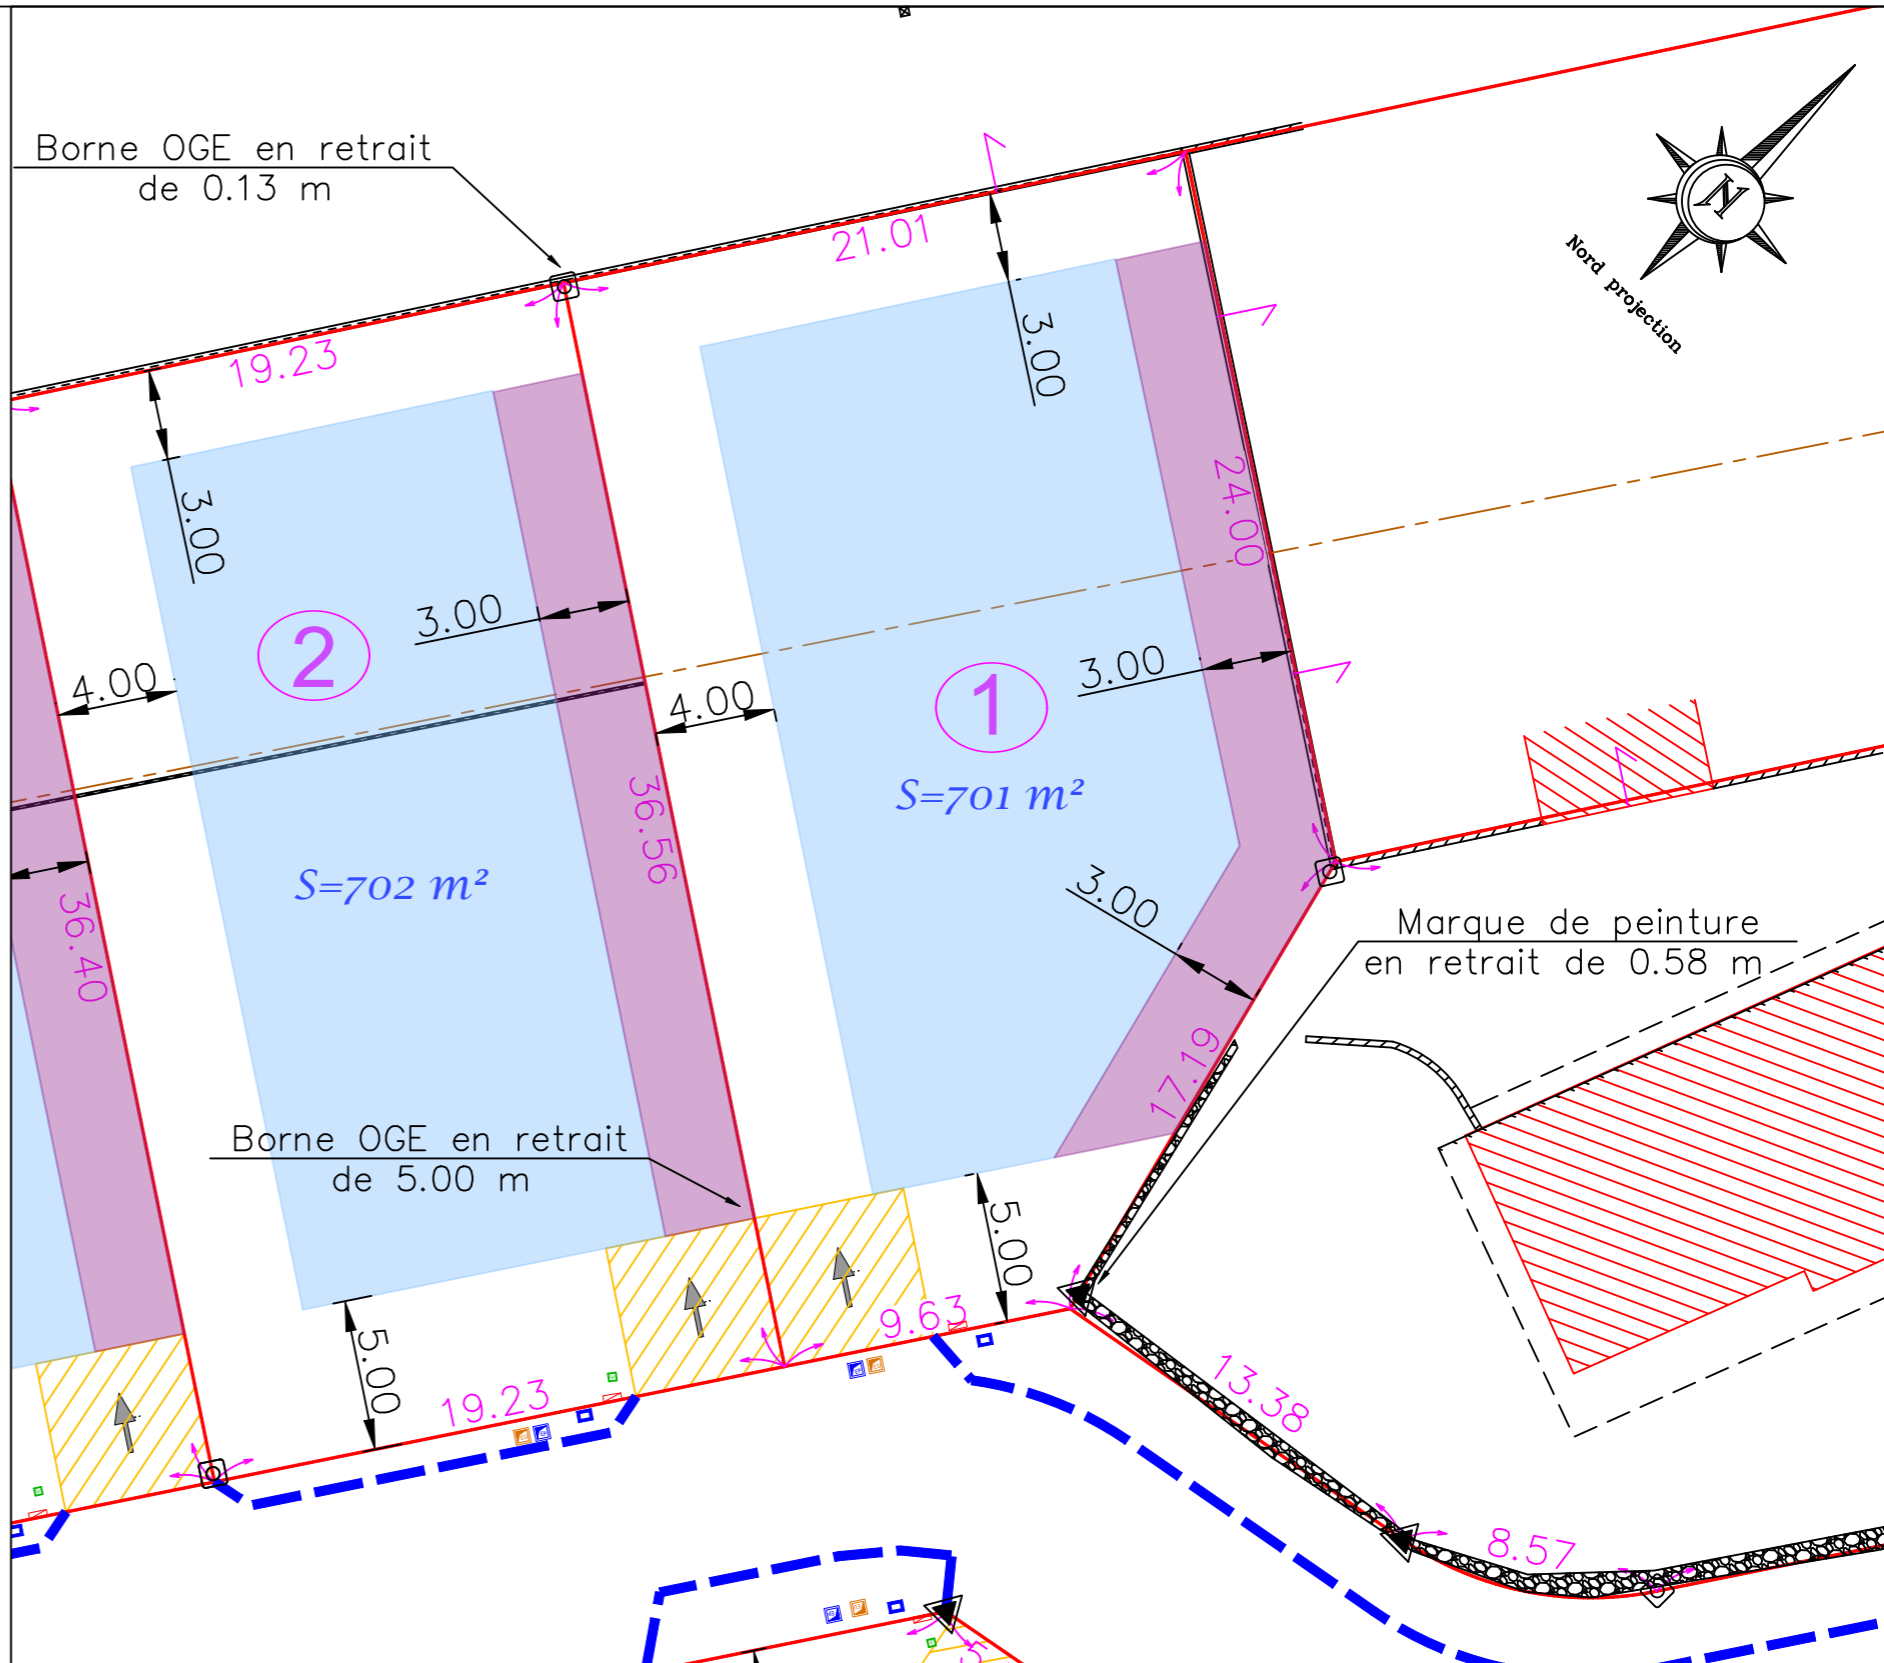 Borne OGE en retrait
de 0.13 m
21.01
19.23
3.00
3.00
N
Nord projection
24.00
2
3.00
4.00
4.00
1
3.00
S=701 m²
36.56
S=702 m²
36.40
3.00
Marque de peinture
en retrait de 0.58 m
17.19
Borne OGE en retrait
de 5.00 m
5.00
5.00
9.63
19.23
13.38
8.57